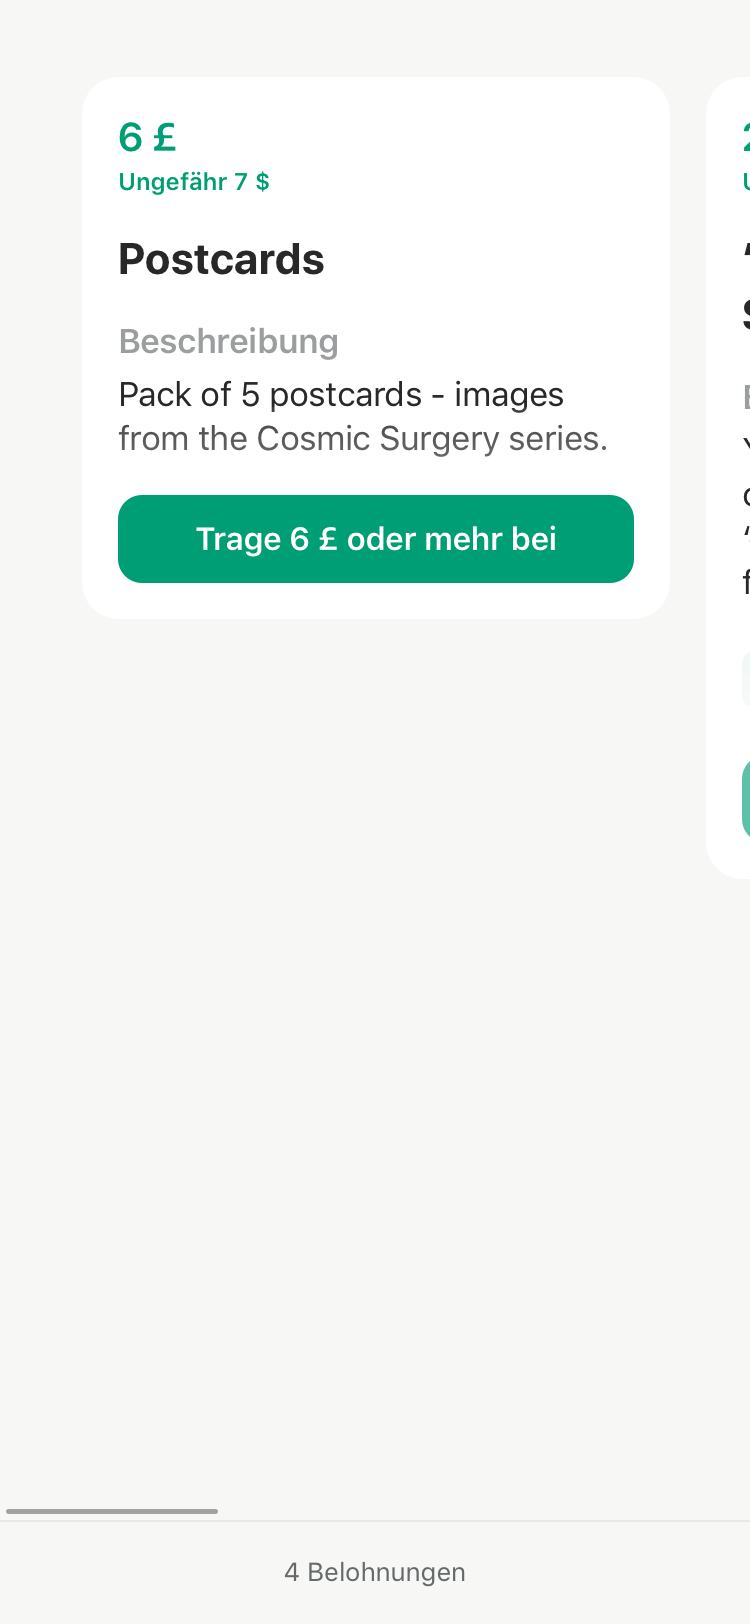 6 £
Ungefähr 7 $
Postcards
Beschreibung
Pack of 5 postcards - images
from the Cosmic Surgery series.
Trage 6 £ oder mehr bei
4 Belohnungen